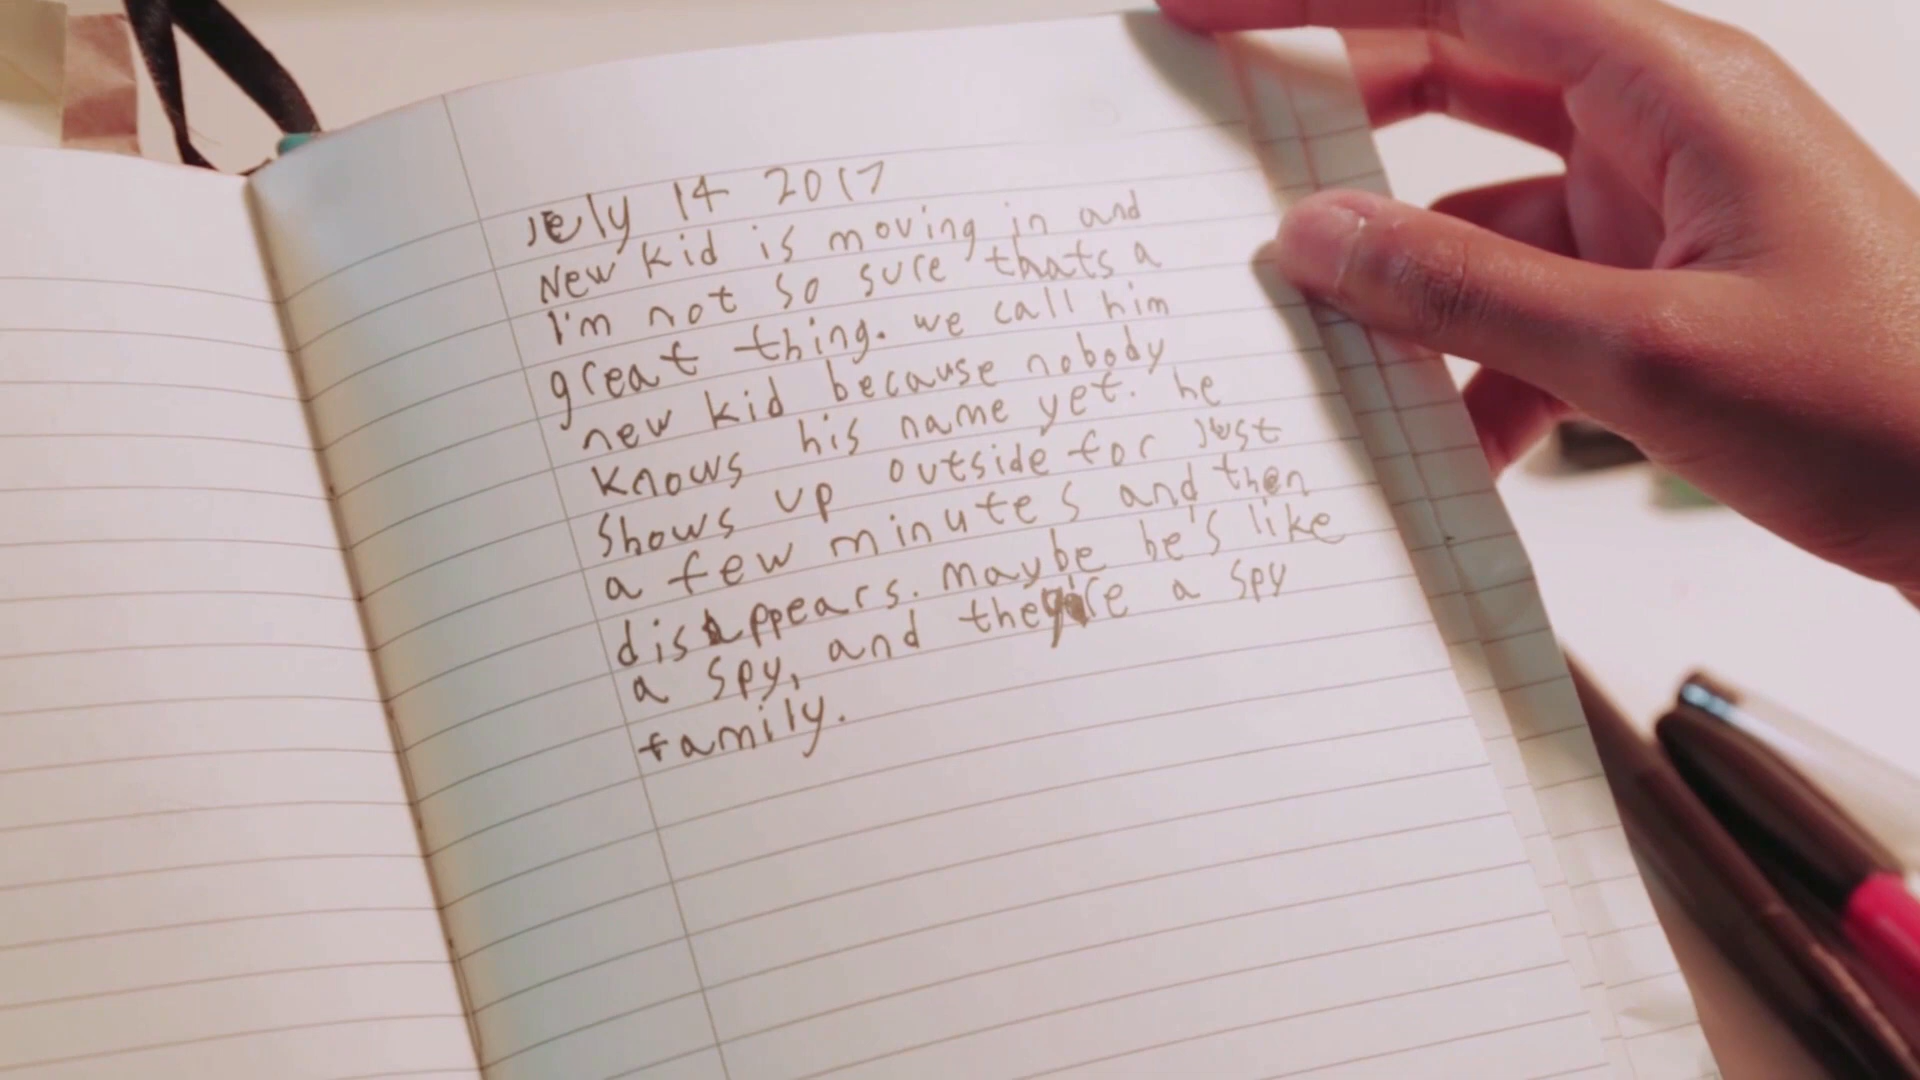 July 14 2017
New kid is moving in and
I'm not so sure thats a
great thing. we call him
new kid because nobody
knows his name yet. he
shows up outside for just
a few minutes and then
disappears. Maybe he's like
a spy, and they're a spy
family.